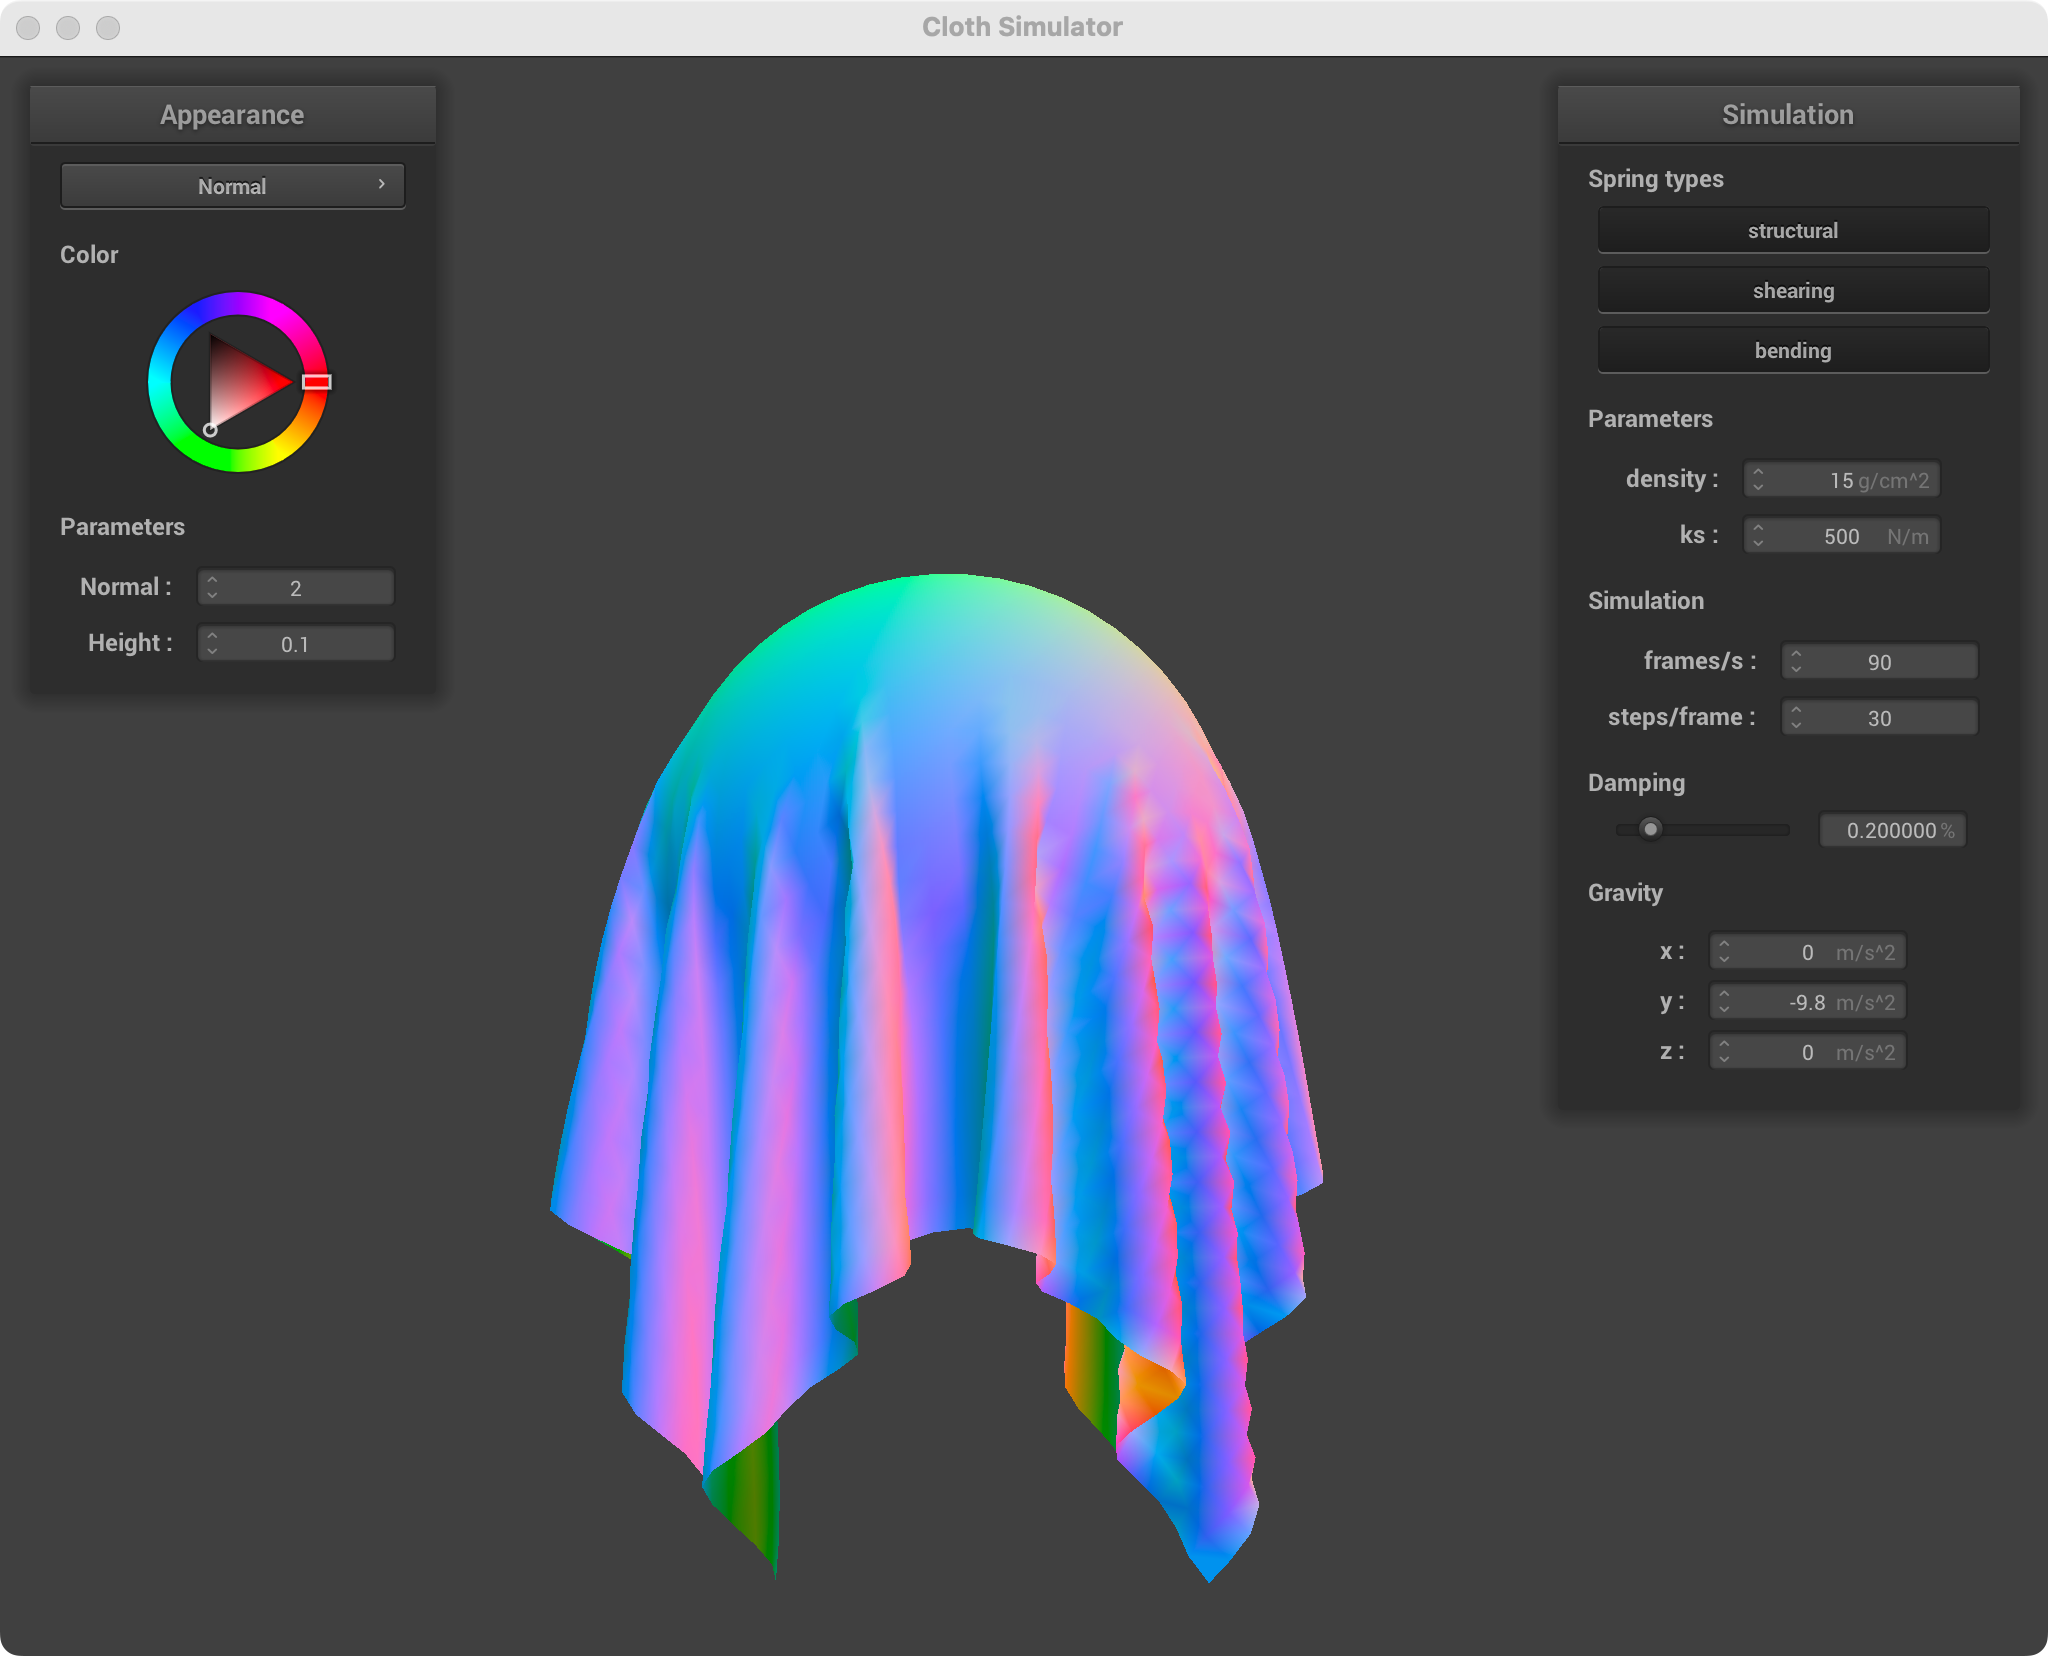 Cloth Simulator
Appearance
Normal
Color
Parameters
Normal : 2
Height : 0.1
Simulation
Spring types
structural
shearing
bending
Parameters
density : 15 g/cm^2
ks : 500 N/m
Simulation
frames/s : 90
steps/frame : 30
Damping
0.200000 %
Gravity
x : 0 m/s^2
y : -9.8 m/s^2
z : 0 m/s^2